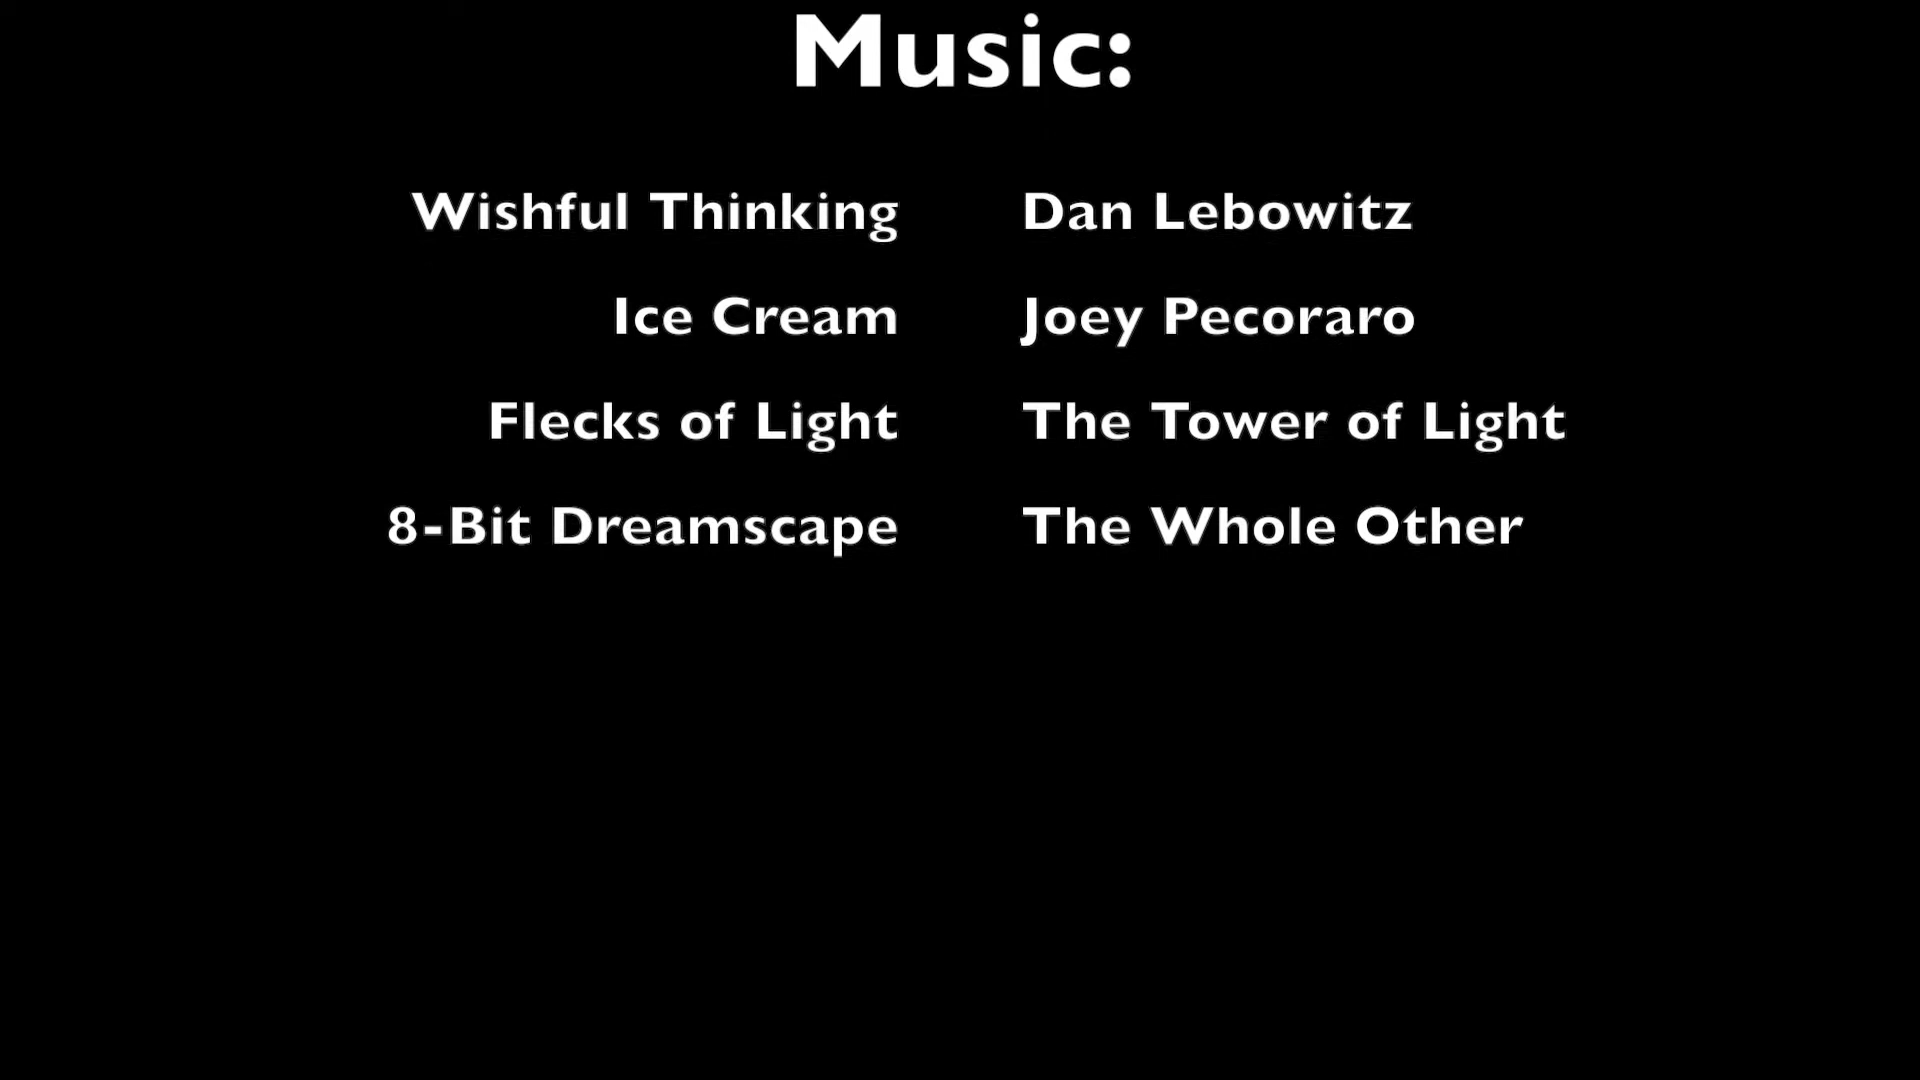 Music:
Wishful Thinking Dan Lebowitz
Ice Cream Joey Pecoraro
Flecks of Light The Tower of Light
8-Bit Dreamscape The Whole Other